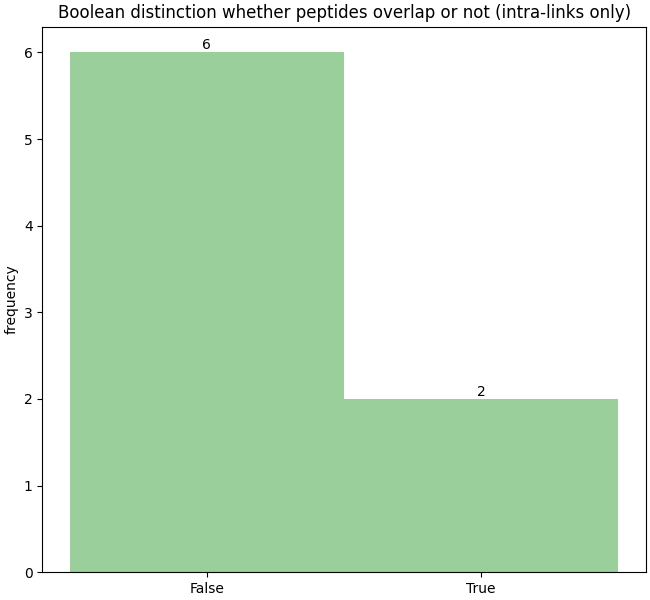 Boolean distinction whether peptides overlap or not (intra-links only)
6
6
5
4
3
2
2
1
0
frequency
False
True